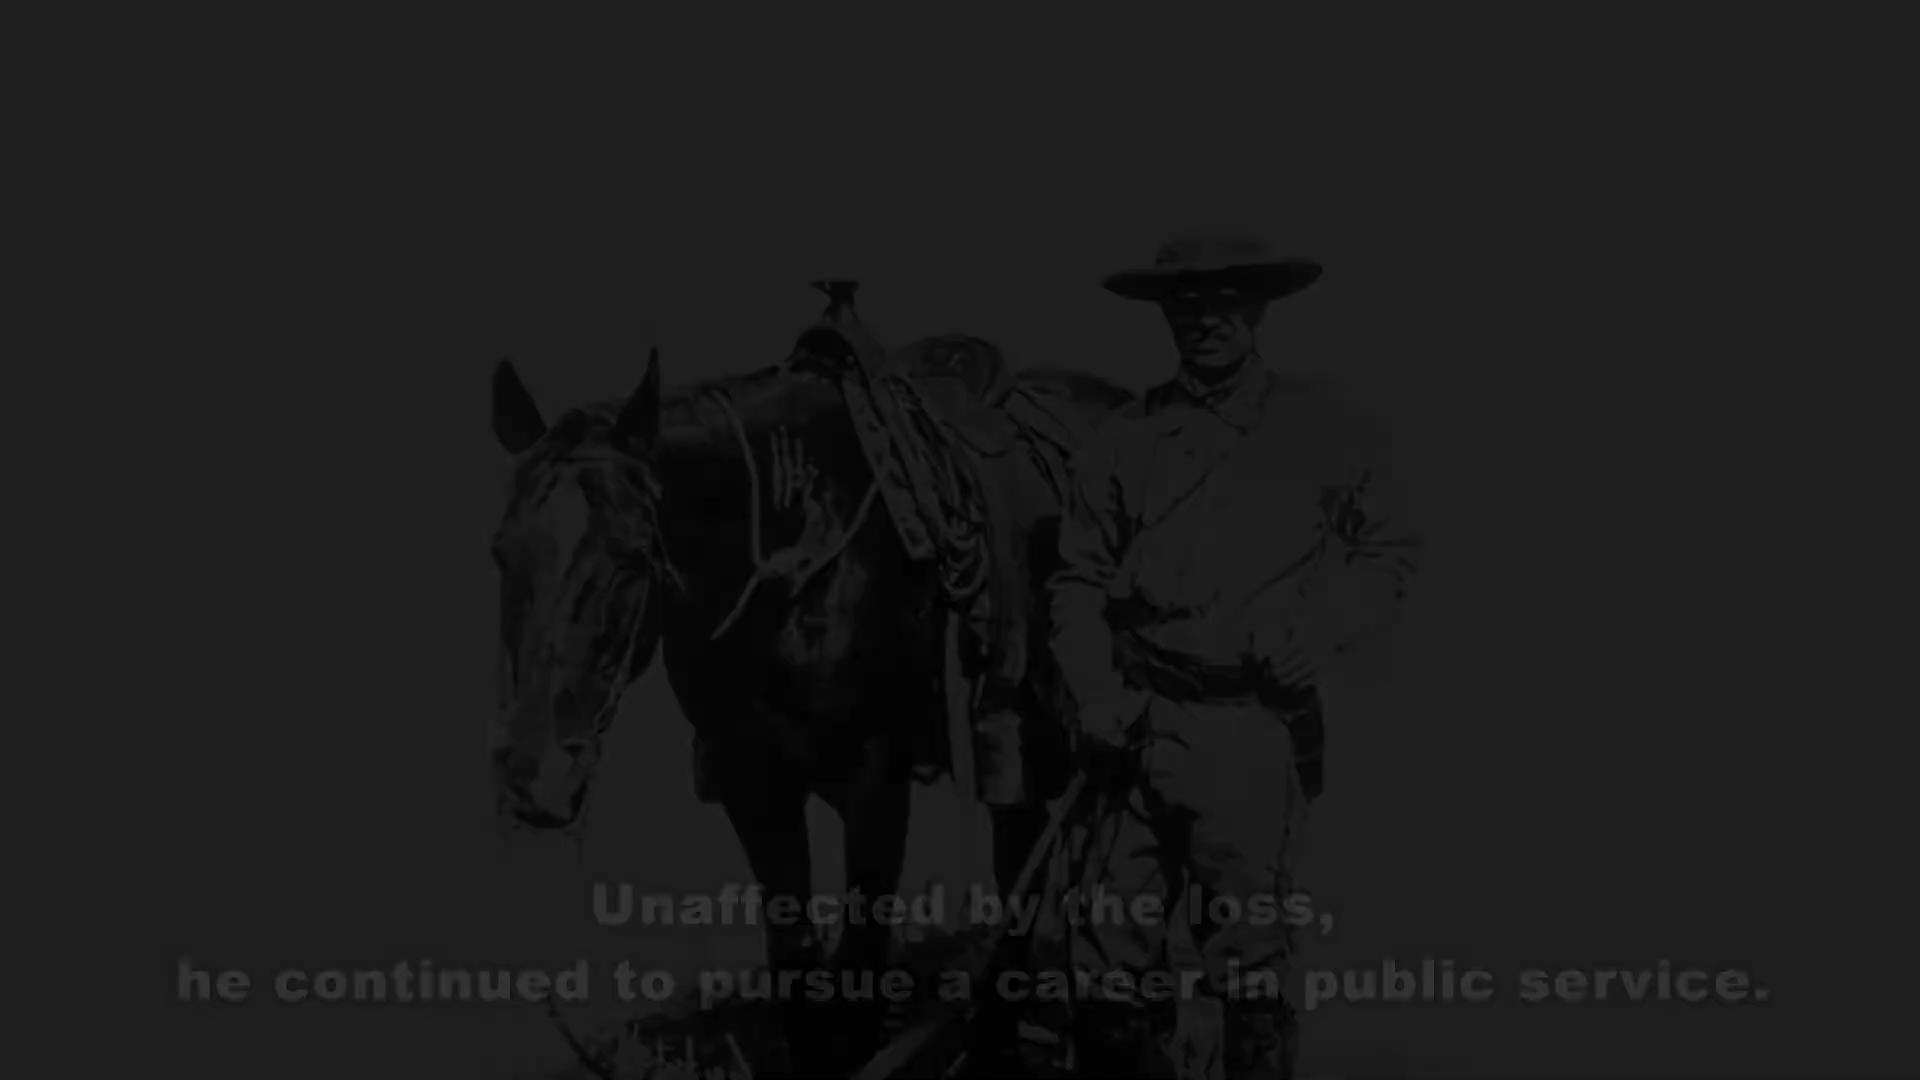 Unaffected by the loss,
he continued to pursue a career in public service.